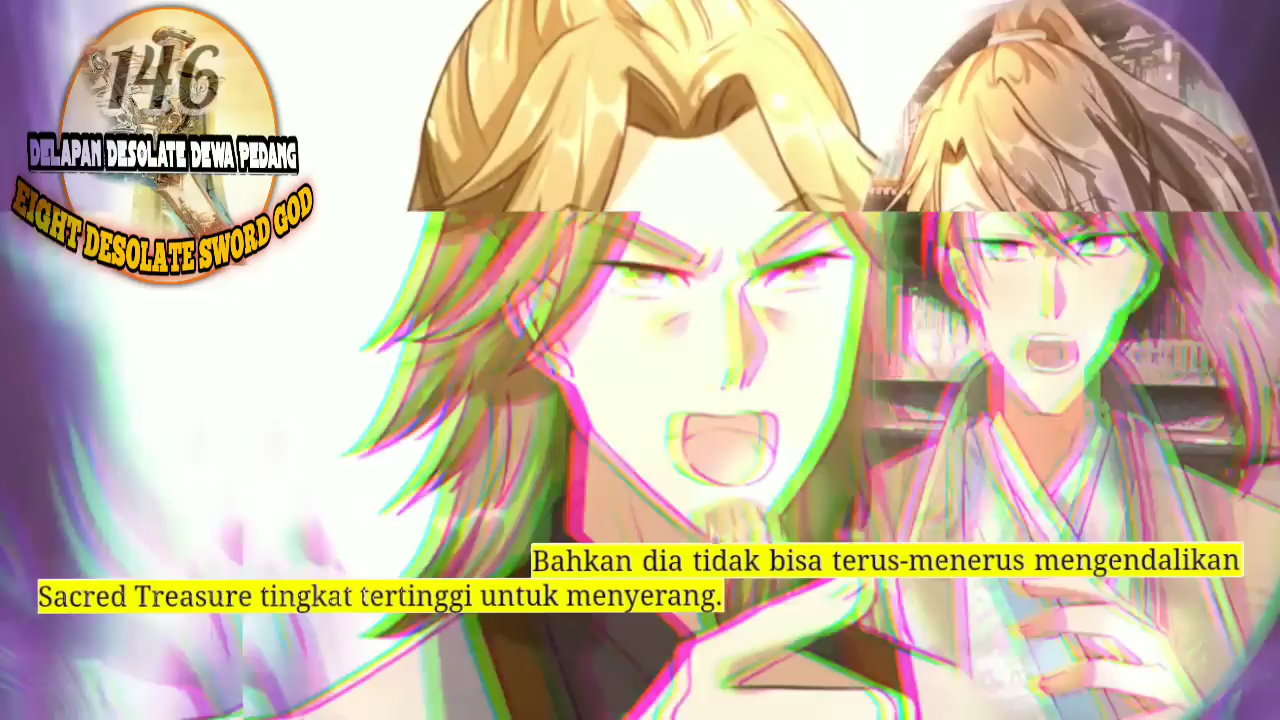 146
DELAPAN DESOLATE DEWA PEDANG
EIGHT DESOLATE SWORD GOD
Bahkan dia tidak bisa terus-menerus mengendalikan
Sacred Treasure tingkat tertinggi untuk menyerang.